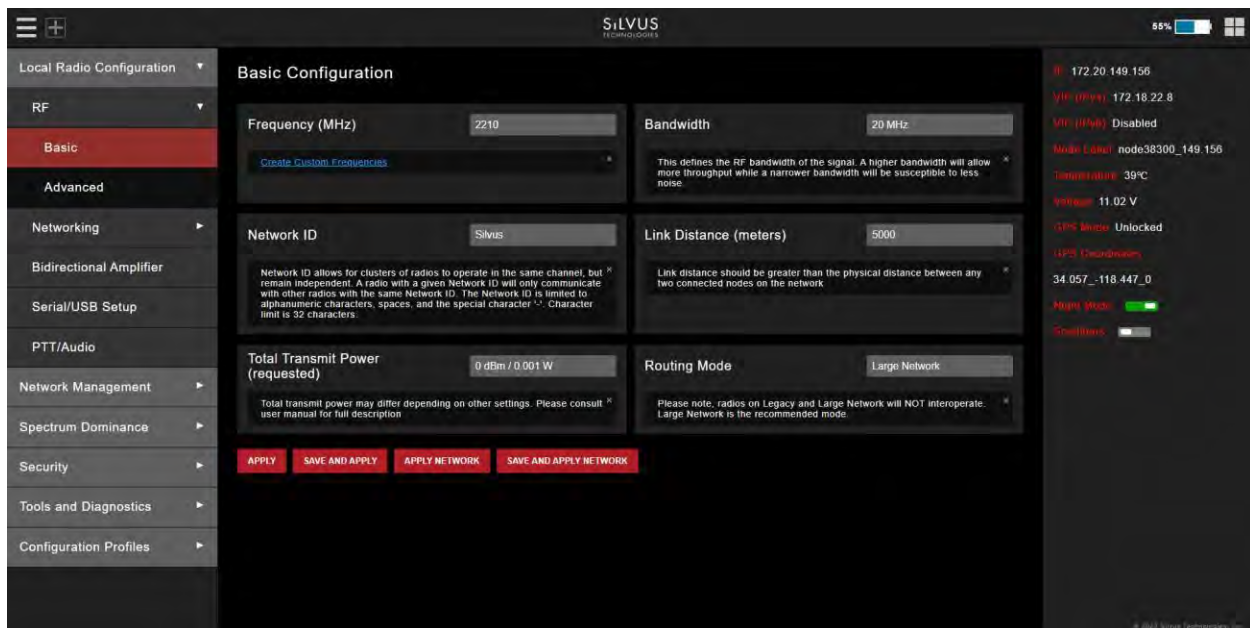 SiLVUS
TECHNOLOGIES
55%
Local Radio Configuration
RF
Basic
Advanced
Networking
Bidirectional Amplifier
Serial/USB Setup
PTT/Audio
Network Management
Spectrum Dominance
Security
Tools and Diagnostics
Configuration Profiles
Basic Configuration
Frequency (MHz)
2210
Create Custom Frequencies
Bandwidth
20 MHz
This defines the RF bandwidth of the signal. A higher bandwidth will allow
more throughput while a narrower bandwidth will be susceptible to less
noise.
Network ID
Silvus
Network ID allows for clusters of radios to operate in the same channel, but
remain independent. A radio with a given Network ID will only communicate
with other radios with the same Network ID. The Network ID is limited to
alphanumeric characters, spaces, and the special character '-'. Character
limit is 32 characters.
Link Distance (meters)
5000
Link distance should be greater than the physical distance between any
two connected nodes on the network
Total Transmit Power
(requested)
0 dBm / 0.001 W
Total transmit power may differ depending on other settings. Please consult
user manual for full description
Routing Mode
Large Network
Please note, radios on Legacy and Large Network will NOT interoperate.
Large Network is the recommended mode.
APPLY
SAVE AND APPLY
APPLY NETWORK
SAVE AND APPLY NETWORK
IP: 172.20.149.156
172.18.22.8
Disabled
Node Label: node38300_149.156
Temperature: 39°C
Voltage: 11.02 V
GPS Mode: Unlocked
GPS Coordinates:
34.057_-118.447_0